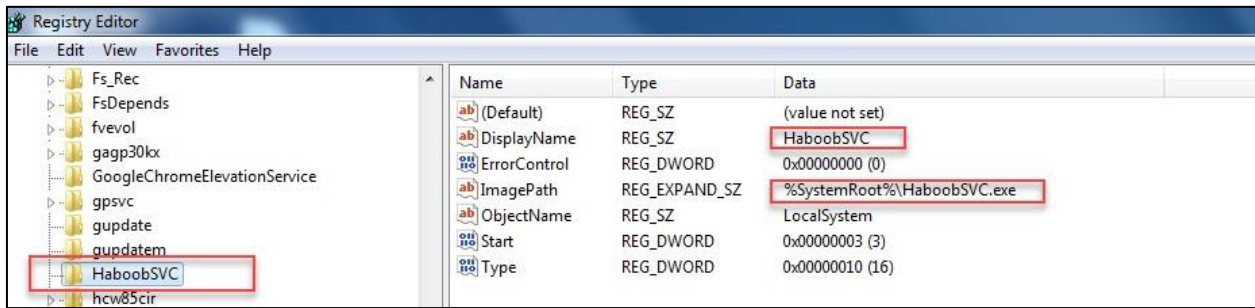 Registry Editor
File Edit View Favorites Help
Fs_Rec
FsDepends
fvevol
gagp30kx
GoogleChromeElevationService
gpsvc
gupdate
gupdatem
HaboobSVC
hcw85cir
Name Type Data
(Default) REG_SZ (value not set)
DisplayName REG_SZ HaboobSVC
ErrorControl REG_DWORD 0x00000000 (0)
ImagePath REG_EXPAND_SZ %SystemRoot%\HaboobSVC.exe
ObjectName REG_SZ LocalSystem
Start REG_DWORD 0x00000003 (3)
Type REG_DWORD 0x00000010 (16)